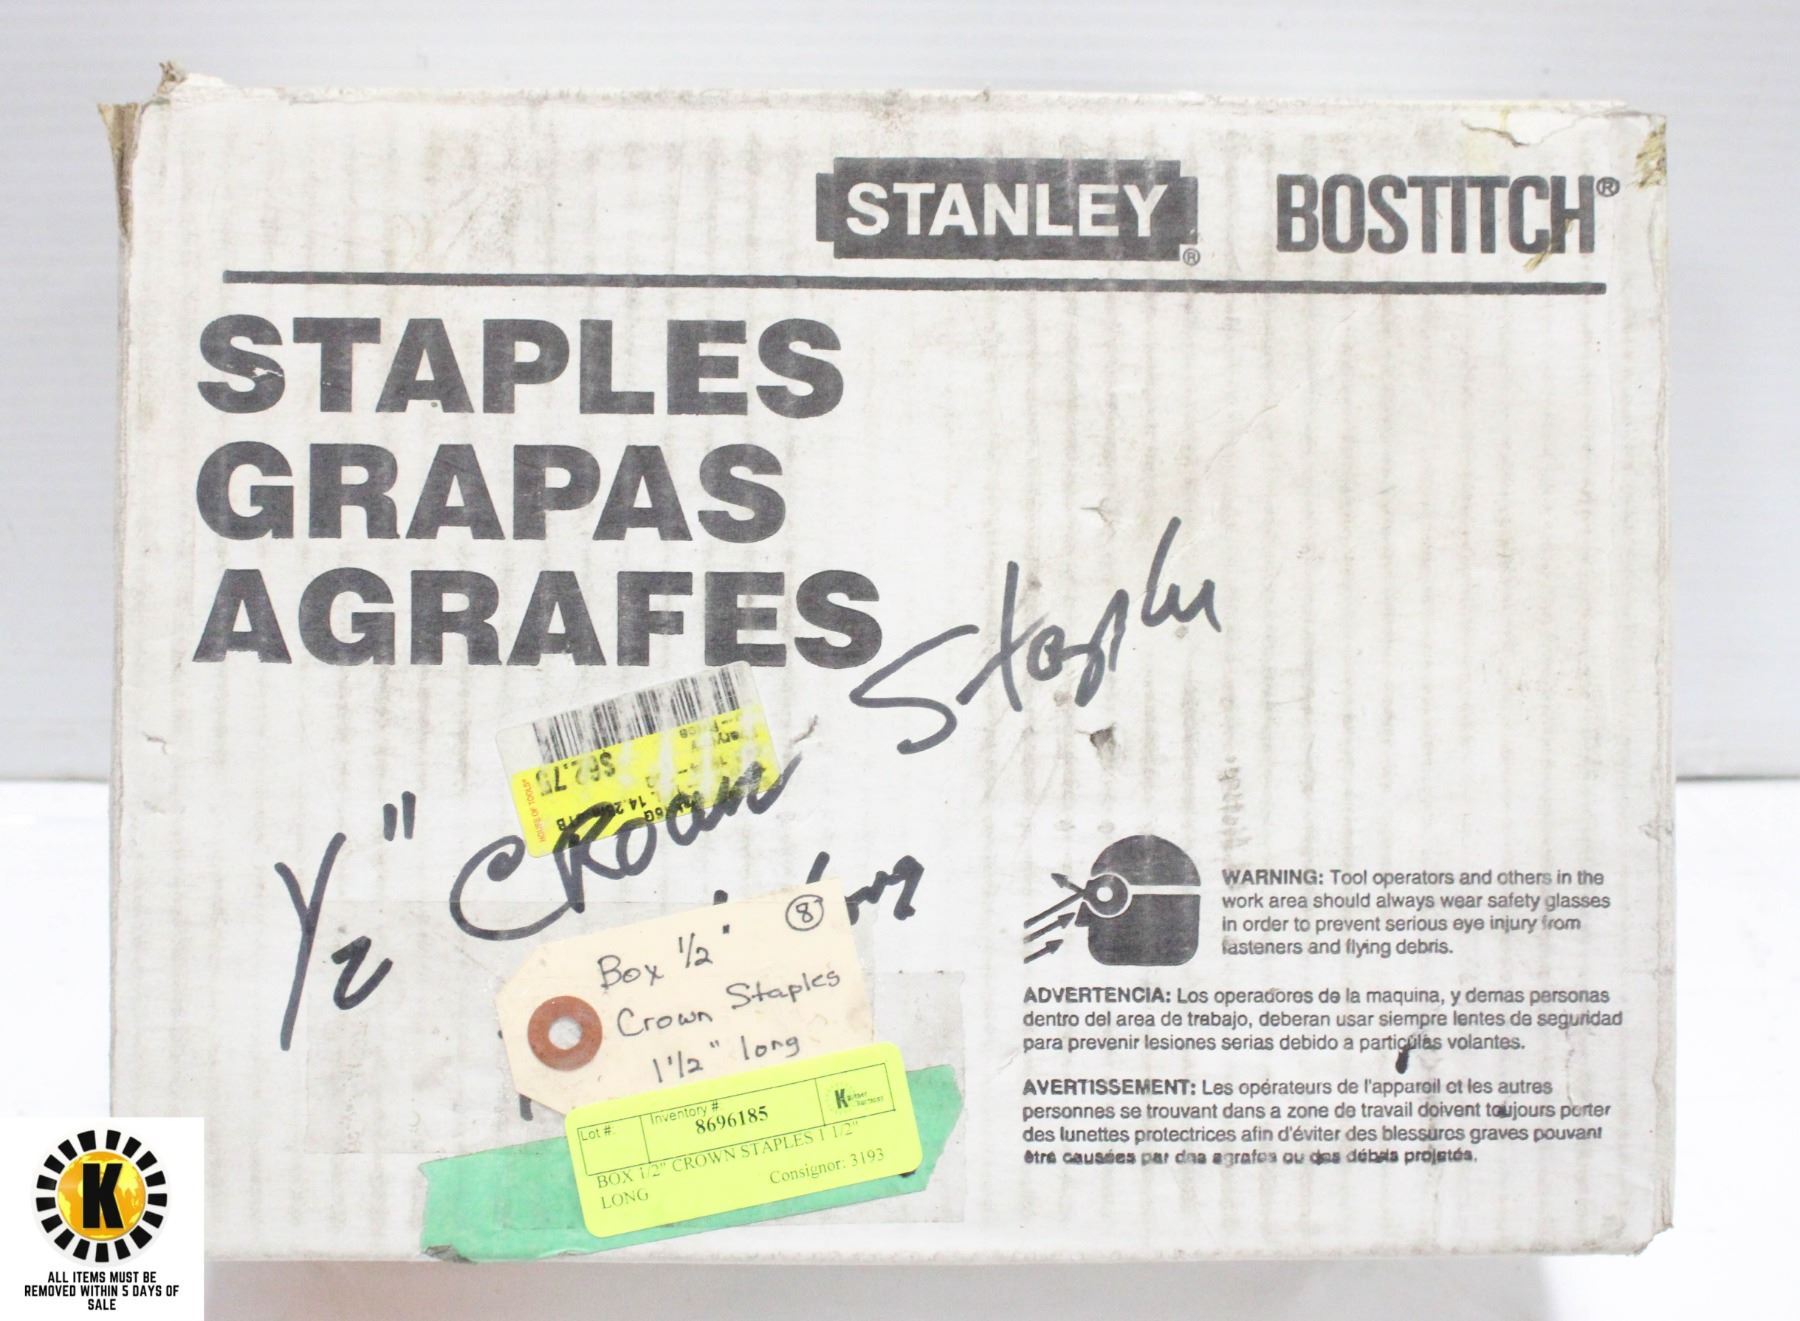 STANLEY® BOSTITCH®
STAPLES
GRAPAS
AGRAFES
Staples
$62.75
HOUSE OF TOOLS
1/2" CROWN
long
8
Box 1/2"
Crown Staples
1 1/2" long
Lot #:
Inventory #
8696185
BOX 1/2" CROWN STAPLES 1 1/2"
LONG
Consignor: 3193
WARNING: Tool operators and others in the
work area should always wear safety glasses
in order to prevent serious eye injury from
fasteners and flying debris.
ADVERTENCIA: Los operadores de la maquina, y demas personas
dentro del area de trabajo, deberan usar siempre lentes de seguridad
para prevenir lesiones serias debido a particulas volantes.
AVERTISSEMENT: Les opérateurs de l'appareil et les autres
personnes se trouvant dans a zone de travail doivent toujours porter
des lunettes protectrices afin d'éviter des blessures graves pouvant
être causées par des agrafes ou des débris projetés.
K
ALL ITEMS MUST BE
REMOVED WITHIN 5 DAYS OF
SALE